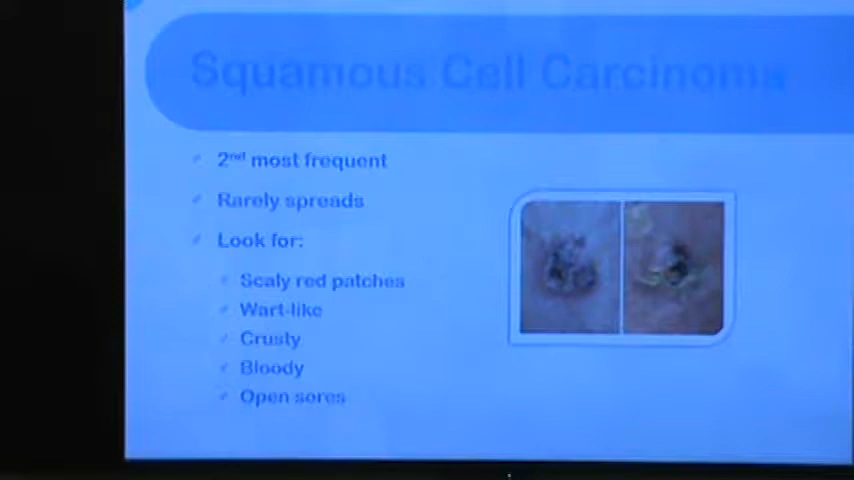 Squamous Cell Carcinoma
2nd most frequent
Rarely spreads
Look for:
Scaly red patches
Wart-like
Crusty
Bloody
Open sores